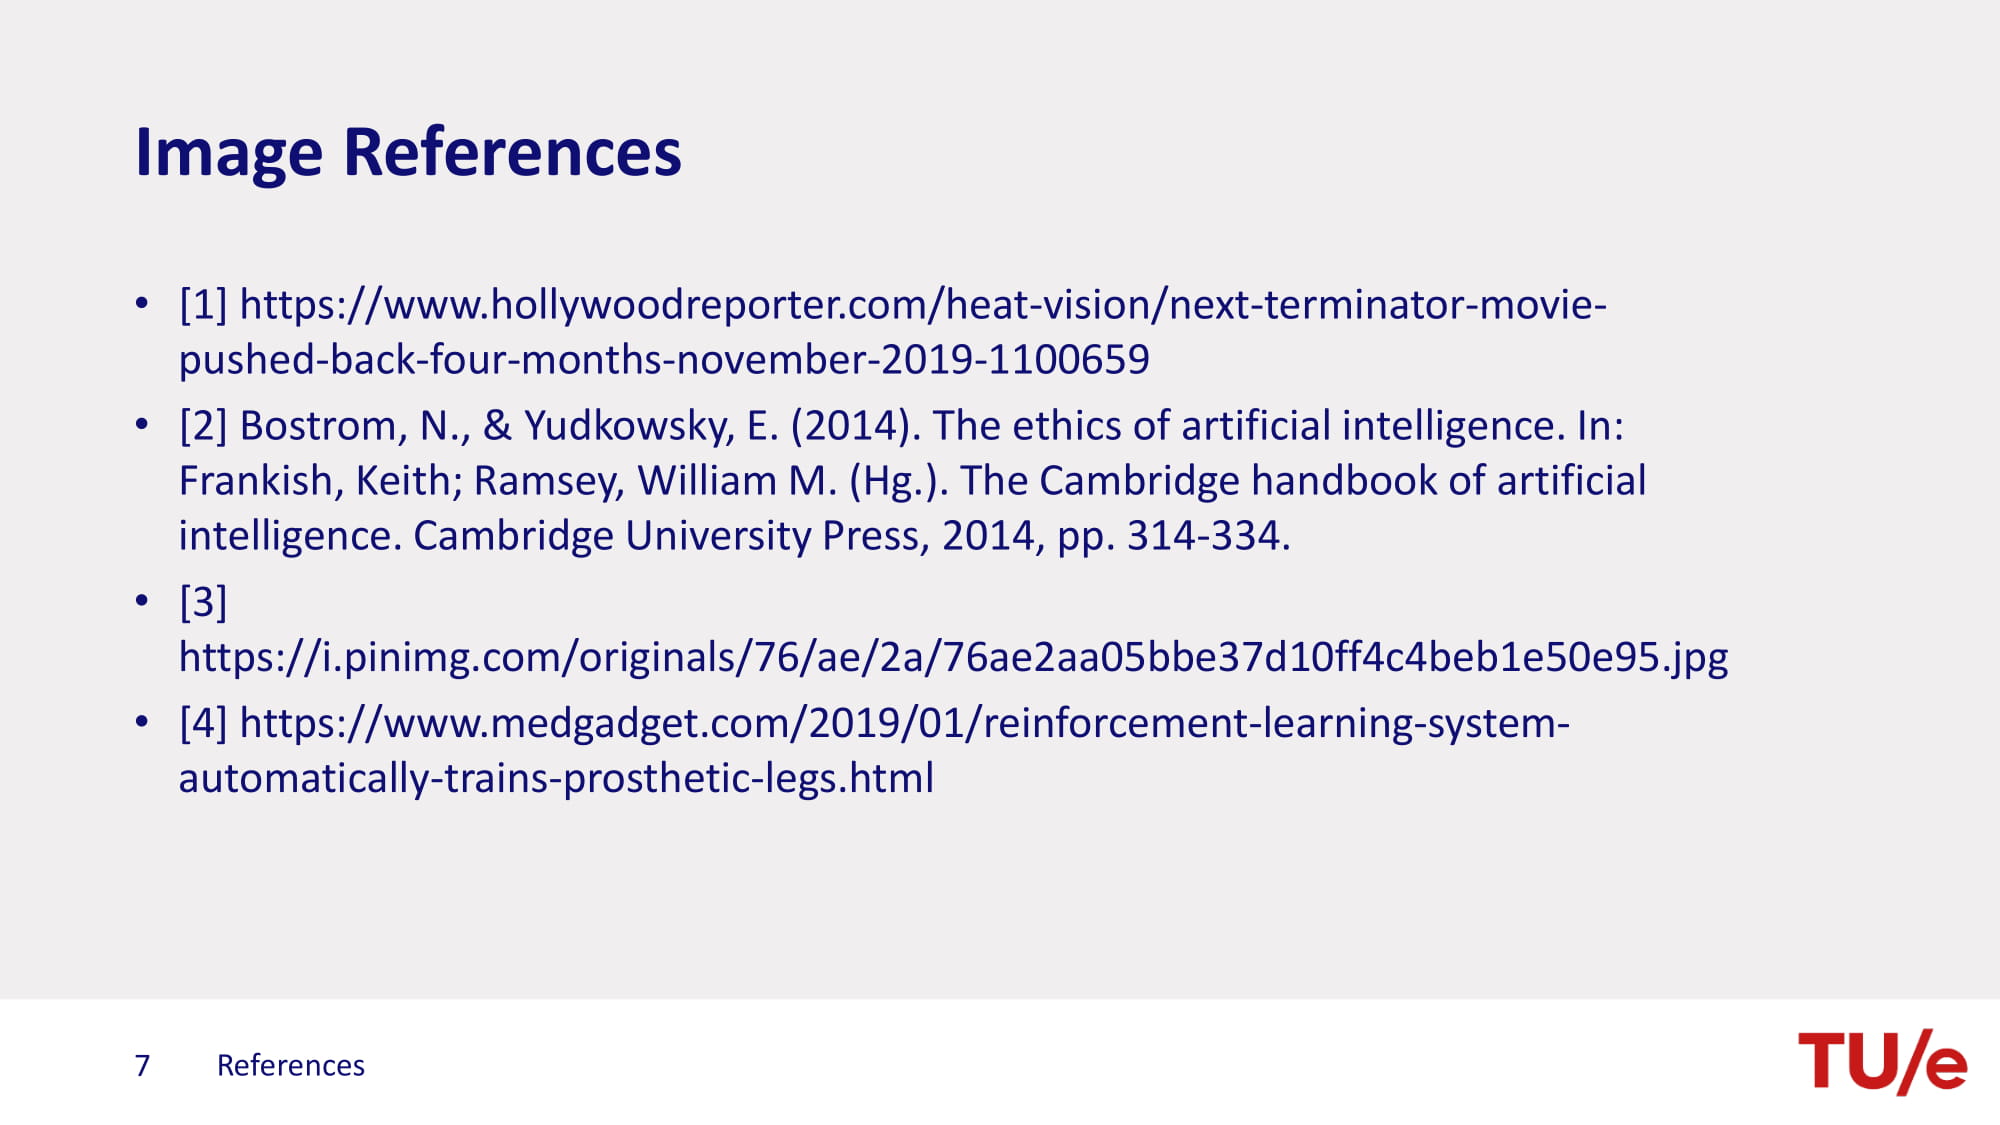 Image References
• [1] https://www.hollywoodreporter.com/heat-vision/next-terminator-movie-
pushed-back-four-months-november-2019-1100659
• [2] Bostrom, N., & Yudkowsky, E. (2014). The ethics of artificial intelligence. In:
Frankish, Keith; Ramsey, William M. (Hg.). The Cambridge handbook of artificial
intelligence. Cambridge University Press, 2014, pp. 314-334.
• [3]
https://i.pinimg.com/originals/76/ae/2a/76ae2aa05bbe37d10ff4c4beb1e50e95.jpg
• [4] https://www.medgadget.com/2019/01/reinforcement-learning-system-
automatically-trains-prosthetic-legs.html
7 References
TU/e